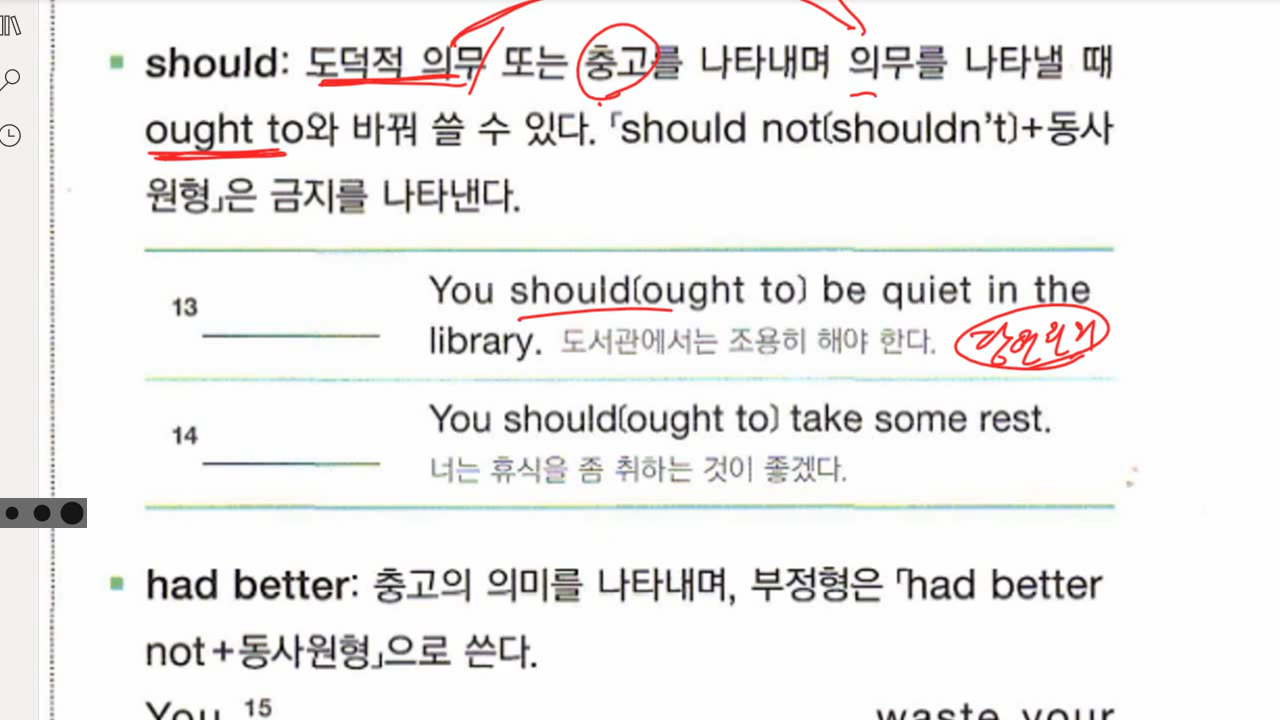 should: 도덕적 의무 또는 충고를 나타내며 의무를 나타낼 때
ought to와 바꿔 쓸 수 있다. 「should not(shouldn't)+동사
원형」은 금지를 나타낸다.
13 You should(ought to) be quiet in the
library. 도서관에서는 조용히 해야 한다.
14 You should(ought to) take some rest.
너는 휴식을 좀 취하는 것이 좋겠다.
had better: 충고의 의미를 나타내며, 부정형은 「had better
not+동사원형」으로 쓴다.
You 15 waste your